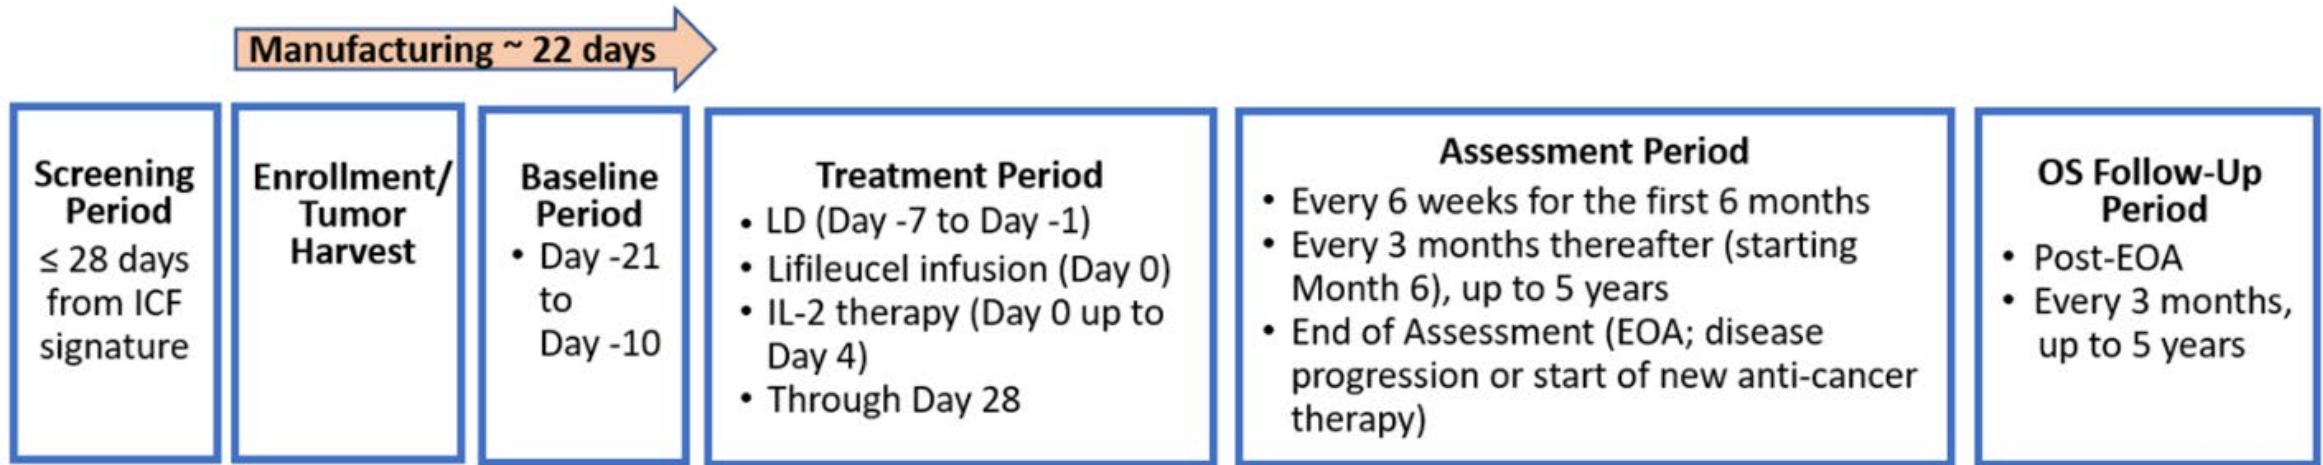 Manufacturing ~ 22 days
Screening
Period
≤ 28 days
from ICF
signature
Enrollment/
Tumor
Harvest
Baseline
Period
• Day -21
to
Day -10
Treatment Period
• LD (Day -7 to Day -1)
• Lifileucel infusion (Day 0)
• IL-2 therapy (Day 0 up to
Day 4)
• Through Day 28
Assessment Period
• Every 6 weeks for the first 6 months
• Every 3 months thereafter (starting
Month 6), up to 5 years
• End of Assessment (EOA; disease
progression or start of new anti-cancer
therapy)
OS Follow-Up
Period
• Post-EOA
• Every 3 months,
up to 5 years